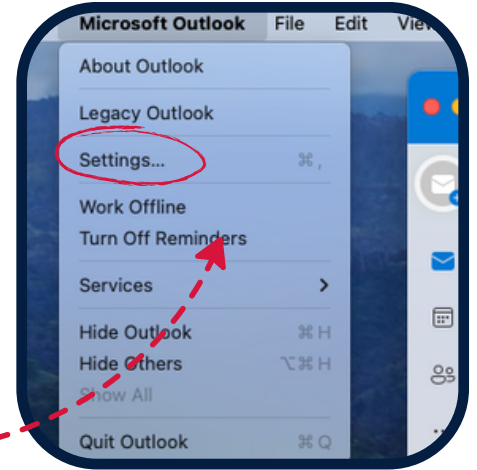 Microsoft Outlook File Edit View
About Outlook
Legacy Outlook
Settings... ⌘ ,
Work Offline
Turn Off Reminders
Services
Hide Outlook ⌘ H
Hide Others ⌥ ⌘ H
Show All
Quit Outlook ⌘ Q